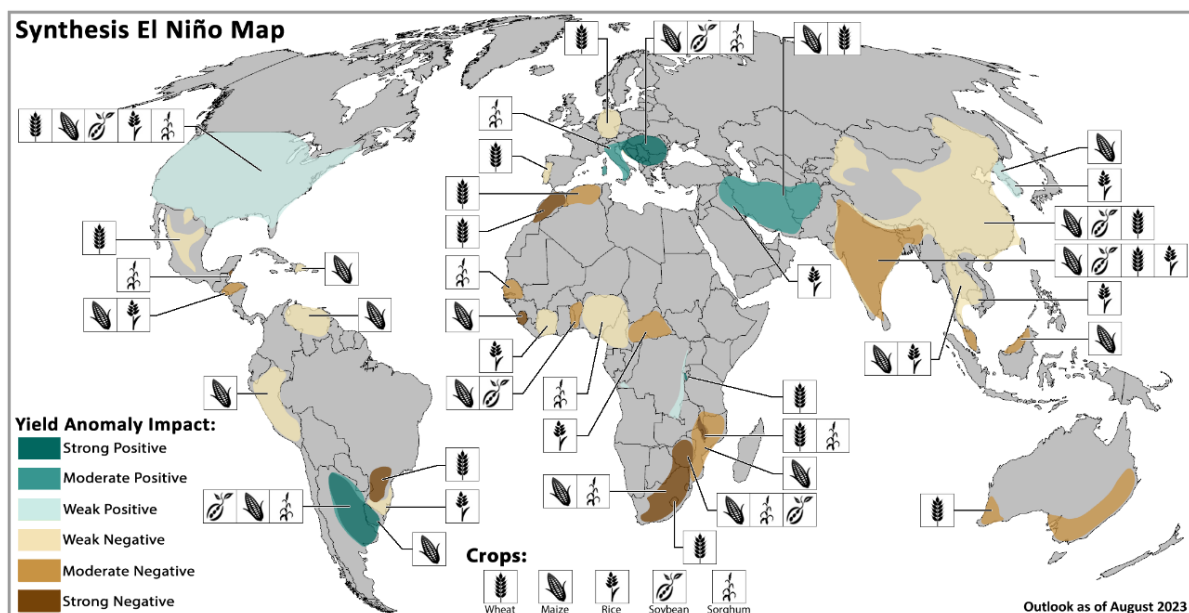 Synthesis El Niño Map
Yield Anomaly Impact:
Strong Positive
Moderate Positive
Weak Positive
Weak Negative
Moderate Negative
Strong Negative
Crops:
Wheat Maize Rice Soybean Sorghum
Outlook as of August 2023